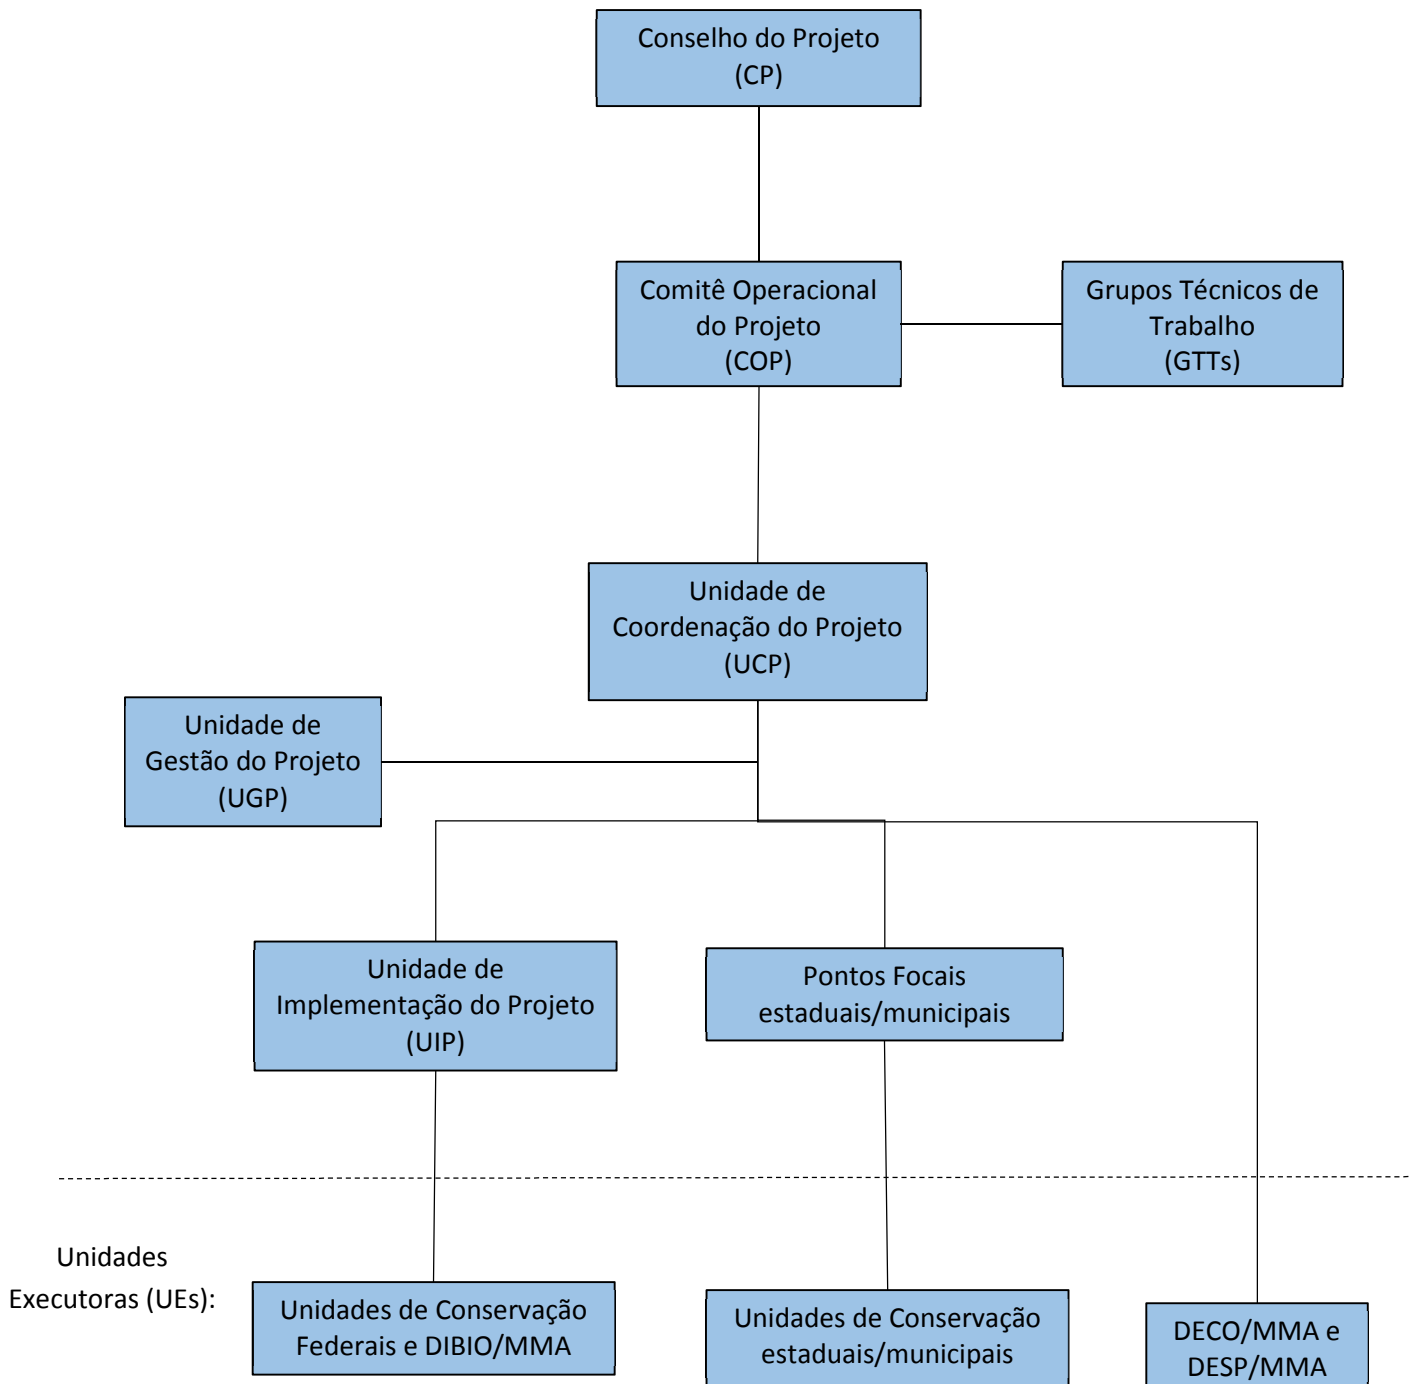 Conselho do Projeto
(CP)
Comitê Operacional
do Projeto
(COP)
Grupos Técnicos de
Trabalho
(GTTs)
Unidade de
Coordenação do Projeto
(UCP)
Unidade de
Gestão do Projeto
(UGP)
Unidade de
Implementação do Projeto
(UIP)
Pontos Focais
estaduais/municipais
Unidades
Executoras (UEs):
Unidades de Conservação
Federais e DIBIO/MMA
Unidades de Conservação
estaduais/municipais
DECO/MMA e
DESP/MMA